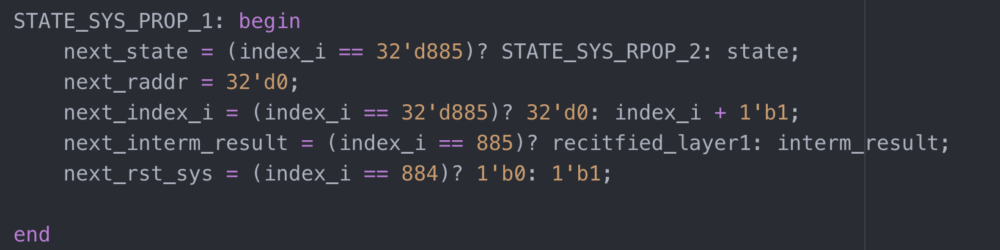 STATE_SYS_PROP_1: begin
next_state = (index_i == 32'd885)? STATE_SYS_RPOP_2: state;
next_raddr = 32'd0;
next_index_i = (index_i == 32'd885)? 32'd0: index_i + 1'b1;
next_interm_result = (index_i == 885)? recitfied_layer1: interm_result;
next_rst_sys = (index_i == 884)? 1'b0: 1'b1;
end